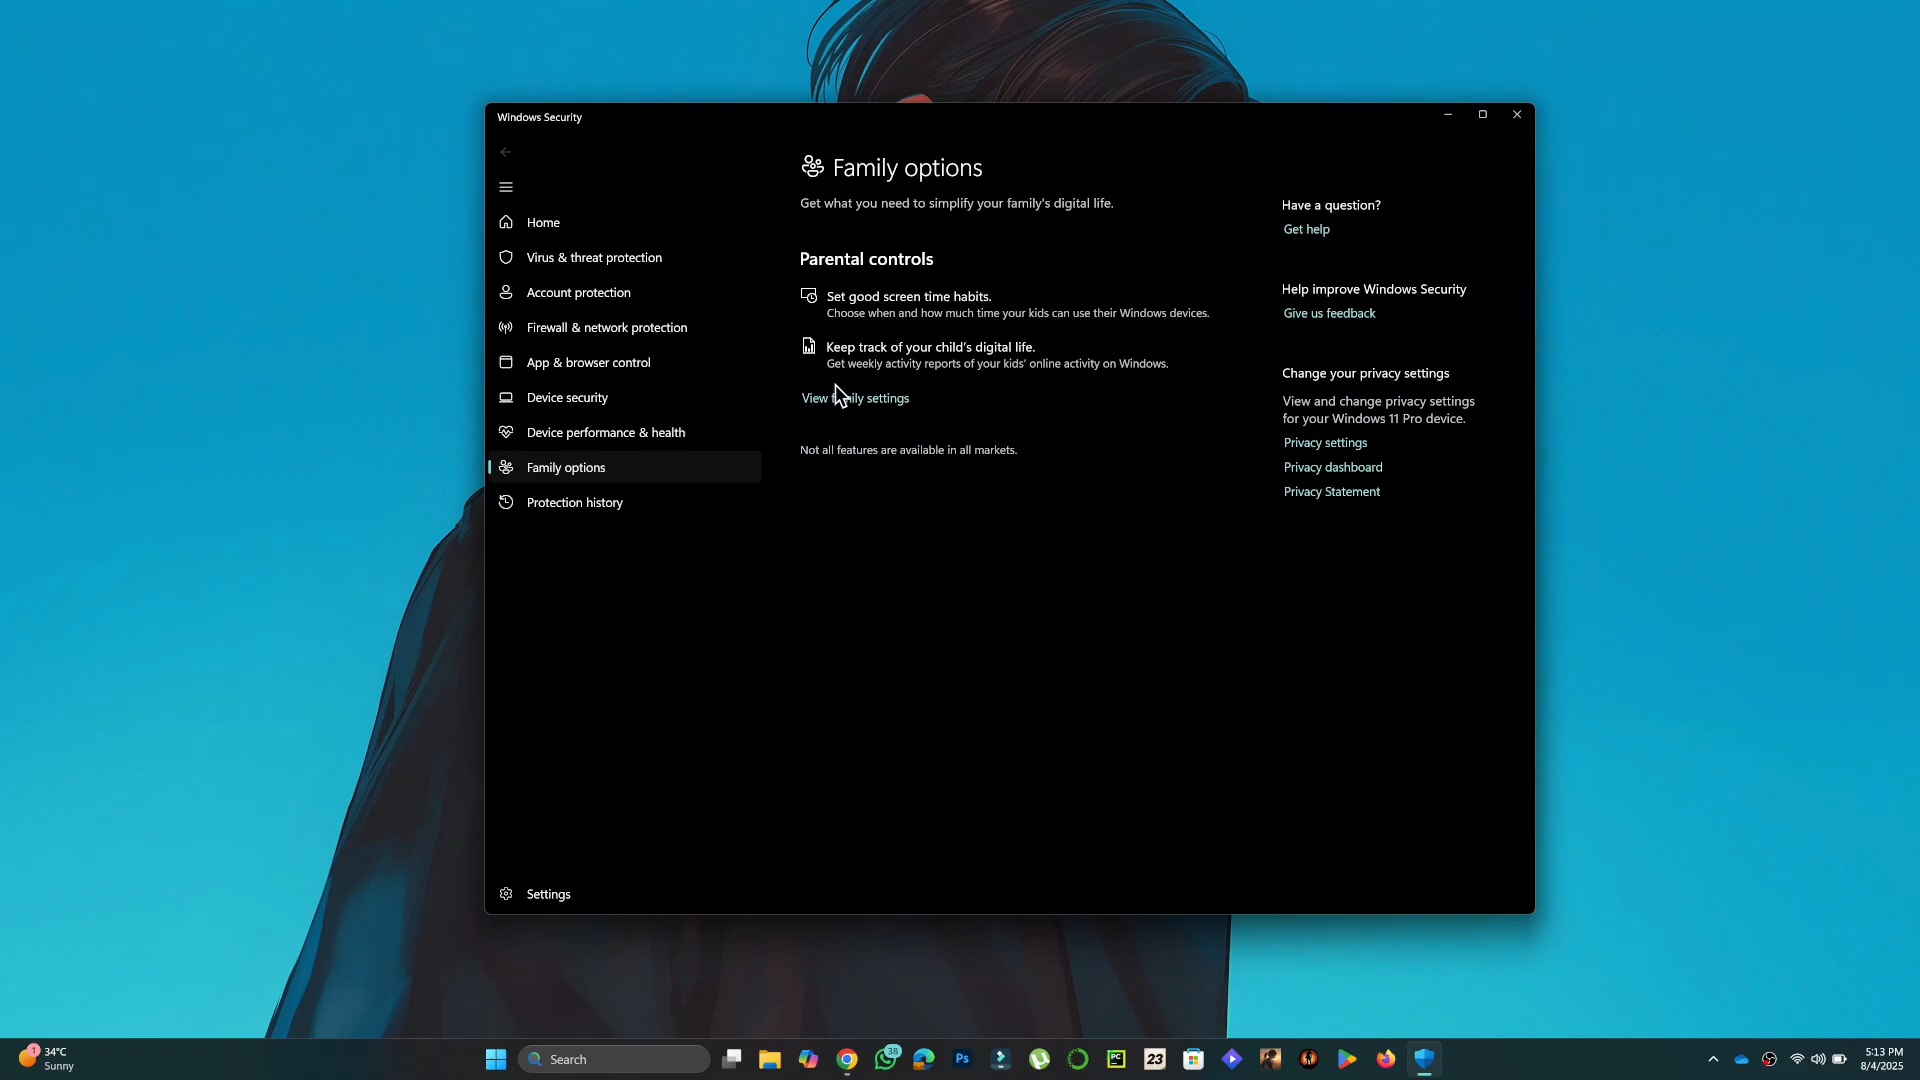 Windows Security
Family options
Get what you need to simplify your family's digital life.
Parental controls
Set good screen time habits.
Choose when and how much time your kids can use their Windows devices.
Keep track of your child's digital life.
Get weekly activity reports of your kids' online activity on Windows.
View family settings
Not all features are available in all markets.
Home
Virus & threat protection
Account protection
Firewall & network protection
App & browser control
Device security
Device performance & health
Family options
Protection history
Settings
Have a question?
Get help
Help improve Windows Security
Give us feedback
Change your privacy settings
View and change privacy settings
for your Windows 11 Pro device.
Privacy settings
Privacy dashboard
Privacy Statement
1
34°C
Sunny
Search
38
Ps
PC
23
5:13 PM
8/4/2025